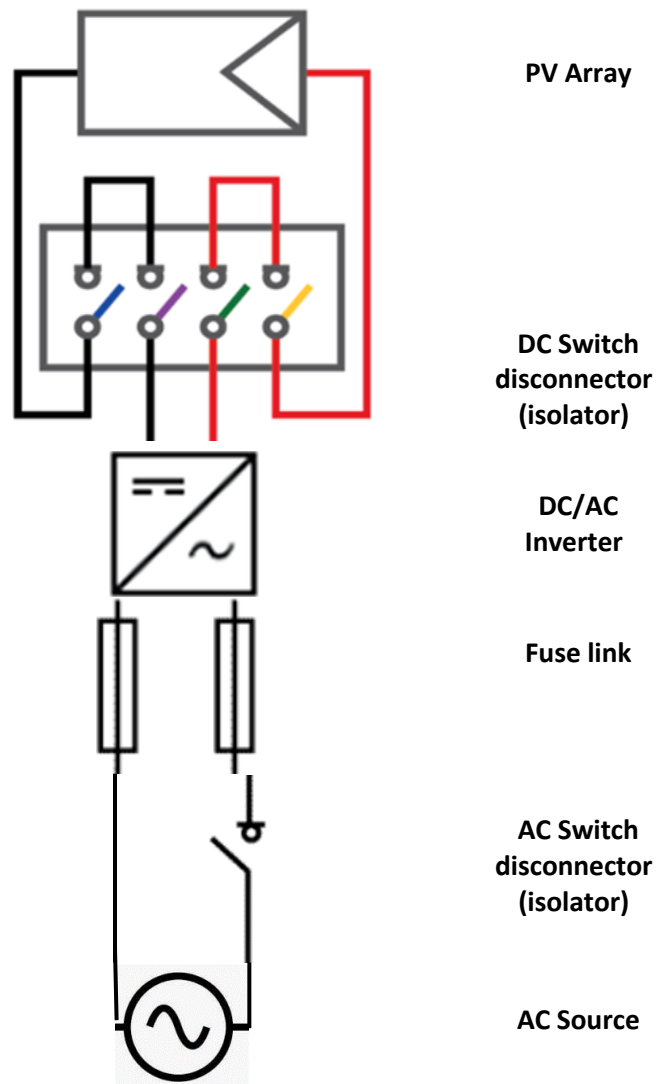 PV Array
DC Switch
disconnector
(isolator)
DC/AC
Inverter
Fuse link
AC Switch
disconnector
(isolator)
AC Source